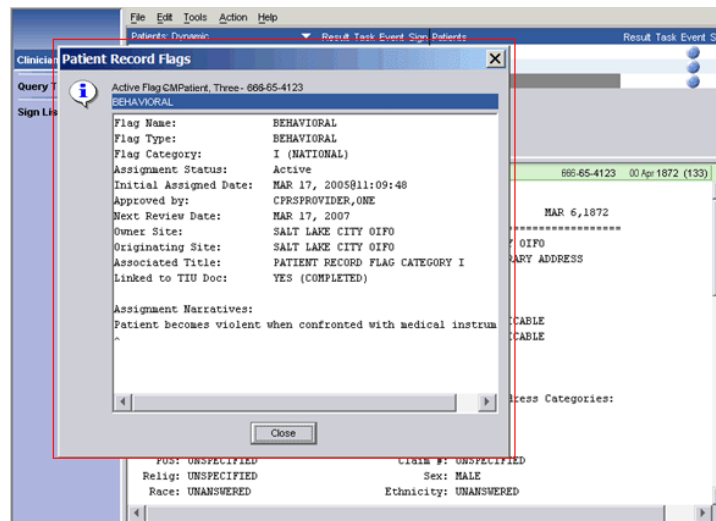 File Edit Tools Action Help
Patients: Dynamic Result Task Event Sign Patients Result Task Event S
Clinician
Query T
Sign Lis
Patient Record Flags
Active Flag CMPatient, Three - 666-65-4123
BEHAVIORAL
Flag Name: BEHAVIORAL
Flag Type: BEHAVIORAL
Flag Category: I (NATIONAL)
Assignment Status: Active
Initial Assigned Date: MAR 17, 2005@11:09:48
Approved by: CPRSPROVIDER,ONE
Next Review Date: MAR 17, 2007
Owner Site: SALT LAKE CITY OIFO
Originating Site: SALT LAKE CITY OIFO
Associated Title: PATIENT RECORD FLAG CATEGORY I
Linked to TIU Doc: YES (COMPLETED)
Assignment Narratives:
Patient becomes violent when confronted with medical instrum
^
Close
666-65-4123 00 Apr 1872 (133)
MAR 6,1872
===================
Y OIFO
RARY ADDRESS
ICABLE
ICABLE
dress Categories:
POS: UNSPECIFIED Claim #: UNSPECIFIED
Relig: UNSPECIFIED Sex: MALE
Race: UNANSWERED Ethnicity: UNANSWERED